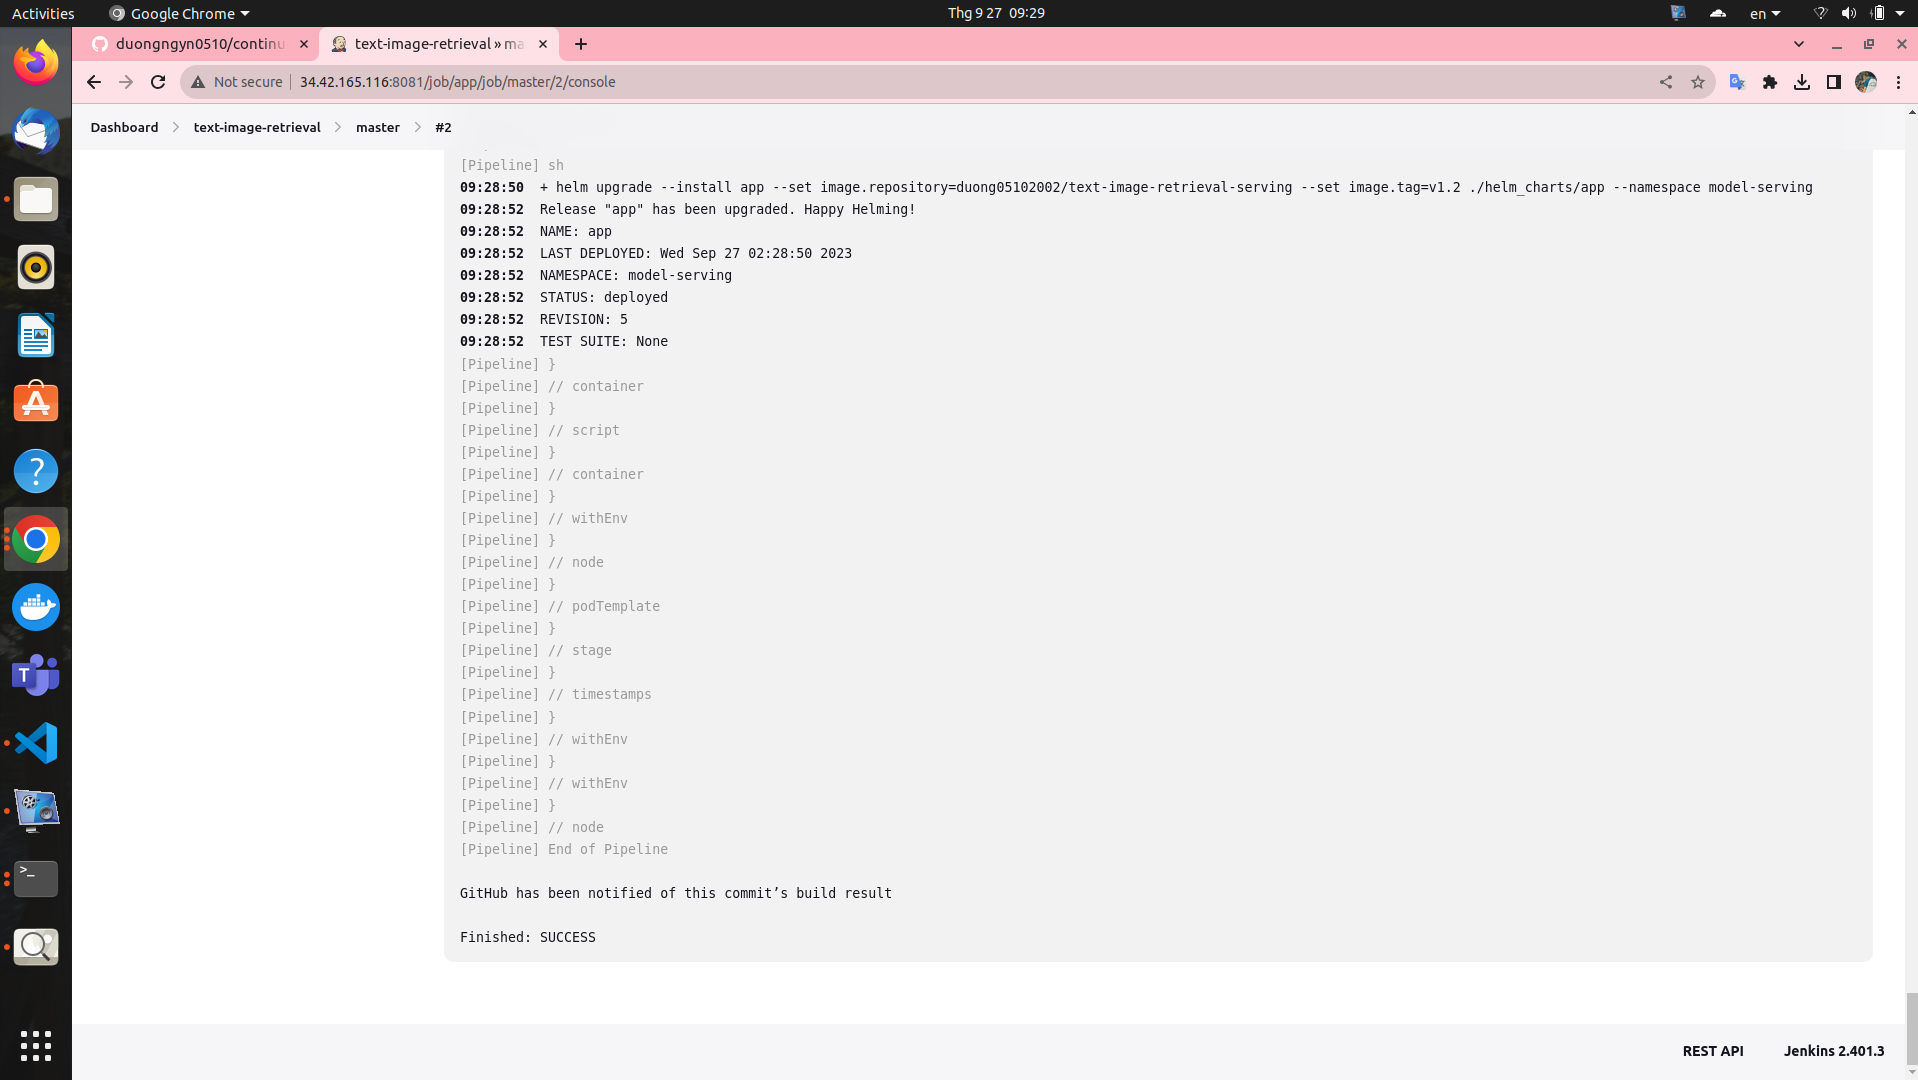 Activities
Google Chrome
Thg 9 27 09:29
en
duongngyn0510/continu
text-image-retrieval » ma
Not secure
34.42.165.116:8081/job/app/job/master/2/console
Dashboard
text-image-retrieval
master
#2
[Pipeline] sh
09:28:50 + helm upgrade --install app --set image.repository=duong05102002/text-image-retrieval-serving --set image.tag=v1.2 ./helm_charts/app --namespace model-serving
09:28:52 Release "app" has been upgraded. Happy Helming!
09:28:52 NAME: app
09:28:52 LAST DEPLOYED: Wed Sep 27 02:28:50 2023
09:28:52 NAMESPACE: model-serving
09:28:52 STATUS: deployed
09:28:52 REVISION: 5
09:28:52 TEST SUITE: None
[Pipeline] }
[Pipeline] // container
[Pipeline] }
[Pipeline] // script
[Pipeline] }
[Pipeline] // container
[Pipeline] }
[Pipeline] // withEnv
[Pipeline] }
[Pipeline] // node
[Pipeline] }
[Pipeline] // podTemplate
[Pipeline] }
[Pipeline] // stage
[Pipeline] }
[Pipeline] // timestamps
[Pipeline] }
[Pipeline] // withEnv
[Pipeline] }
[Pipeline] // withEnv
[Pipeline] }
[Pipeline] // node
[Pipeline] End of Pipeline
GitHub has been notified of this commit’s build result
Finished: SUCCESS
REST API
Jenkins 2.401.3